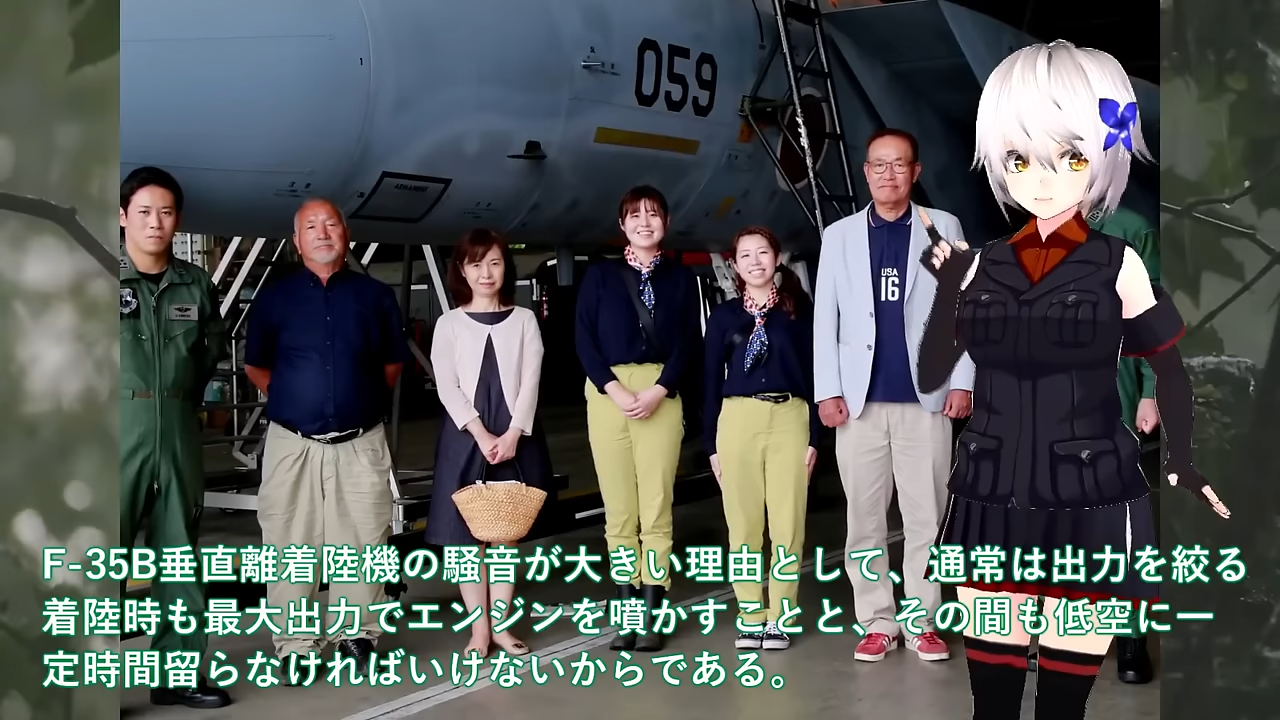 059
ARMAMENT
USA
16
F-35B垂直離着陸機の騒音が大きい理由として、通常は出力を絞る
着陸時も最大出力でエンジンを噴かすことと、その間も低空に一
定時間留らなければいけないからである。